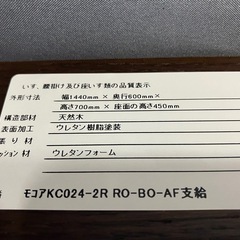 いす、腰掛け及び座いす類の品質表示
外形寸法 幅1440mm × 奥行600mm×
高さ700mm × 座面の高さ450mm
構造部材 天然木
表面加工 ウレタン樹脂塗装
張り材
ッション材 ウレタンフォーム
モコアKC024-2R RO-BO-AF支給